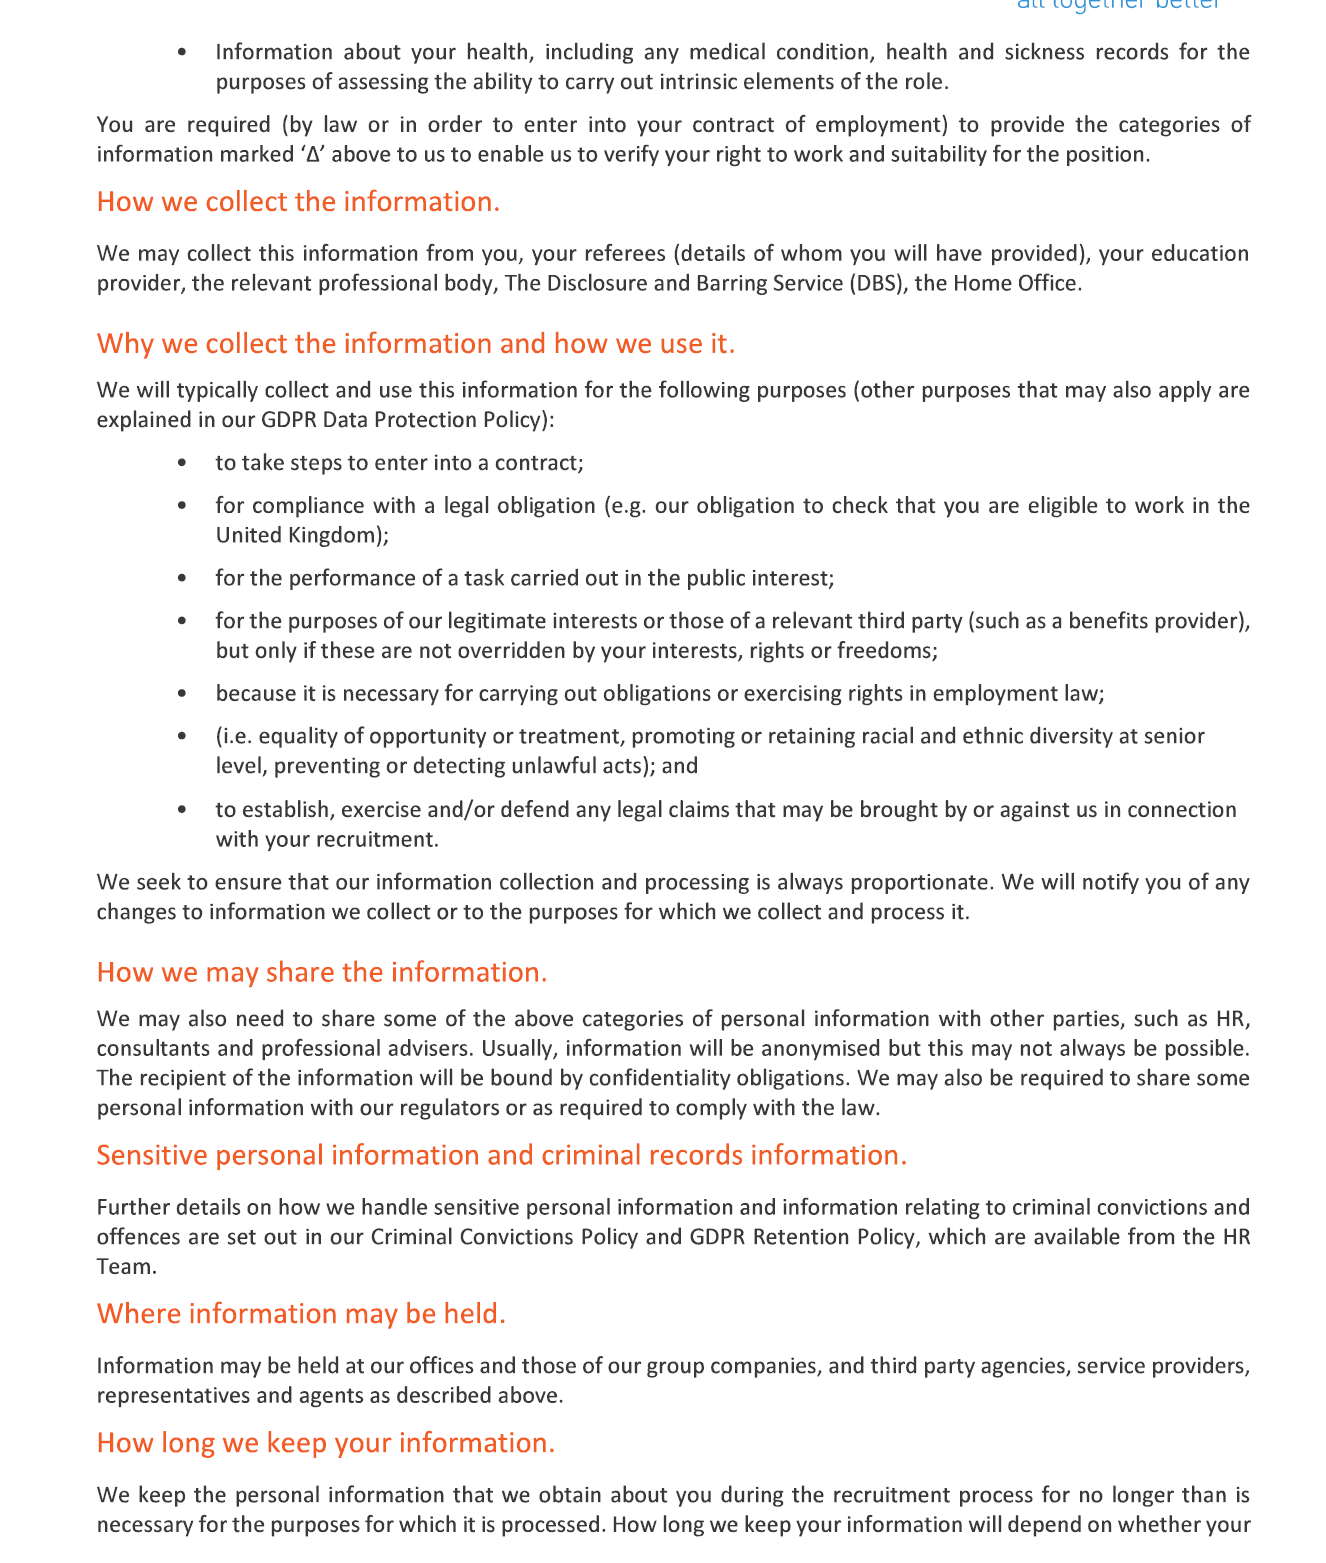 all together better
• Information about your health, including any medical condition, health and sickness records for the
purposes of assessing the ability to carry out intrinsic elements of the role.
You are required (by law or in order to enter into your contract of employment) to provide the categories of
information marked ‘Δ’ above to us to enable us to verify your right to work and suitability for the position.
How we collect the information.
We may collect this information from you, your referees (details of whom you will have provided), your education
provider, the relevant professional body, The Disclosure and Barring Service (DBS), the Home Office.
Why we collect the information and how we use it.
We will typically collect and use this information for the following purposes (other purposes that may also apply are
explained in our GDPR Data Protection Policy):
• to take steps to enter into a contract;
• for compliance with a legal obligation (e.g. our obligation to check that you are eligible to work in the
United Kingdom);
• for the performance of a task carried out in the public interest;
• for the purposes of our legitimate interests or those of a relevant third party (such as a benefits provider),
but only if these are not overridden by your interests, rights or freedoms;
• because it is necessary for carrying out obligations or exercising rights in employment law;
• (i.e. equality of opportunity or treatment, promoting or retaining racial and ethnic diversity at senior
level, preventing or detecting unlawful acts); and
• to establish, exercise and/or defend any legal claims that may be brought by or against us in connection
with your recruitment.
We seek to ensure that our information collection and processing is always proportionate. We will notify you of any
changes to information we collect or to the purposes for which we collect and process it.
How we may share the information.
We may also need to share some of the above categories of personal information with other parties, such as HR,
consultants and professional advisers. Usually, information will be anonymised but this may not always be possible.
The recipient of the information will be bound by confidentiality obligations. We may also be required to share some
personal information with our regulators or as required to comply with the law.
Sensitive personal information and criminal records information.
Further details on how we handle sensitive personal information and information relating to criminal convictions and
offences are set out in our Criminal Convictions Policy and GDPR Retention Policy, which are available from the HR
Team.
Where information may be held.
Information may be held at our offices and those of our group companies, and third party agencies, service providers,
representatives and agents as described above.
How long we keep your information.
We keep the personal information that we obtain about you during the recruitment process for no longer than is
necessary for the purposes for which it is processed. How long we keep your information will depend on whether your